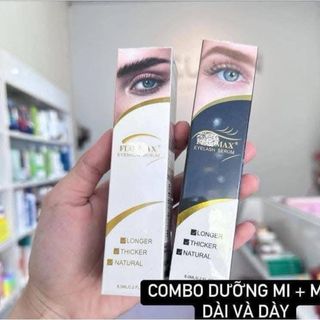 FEG MAX®
EYEBROW SERUM
LONGER
THICKER
NATURAL
FEG MAX®
EYELASH SERUM
LONGER
THICKER
NATURAL
COMBO DƯỠNG MI + M
DÀI VÀ DÀY